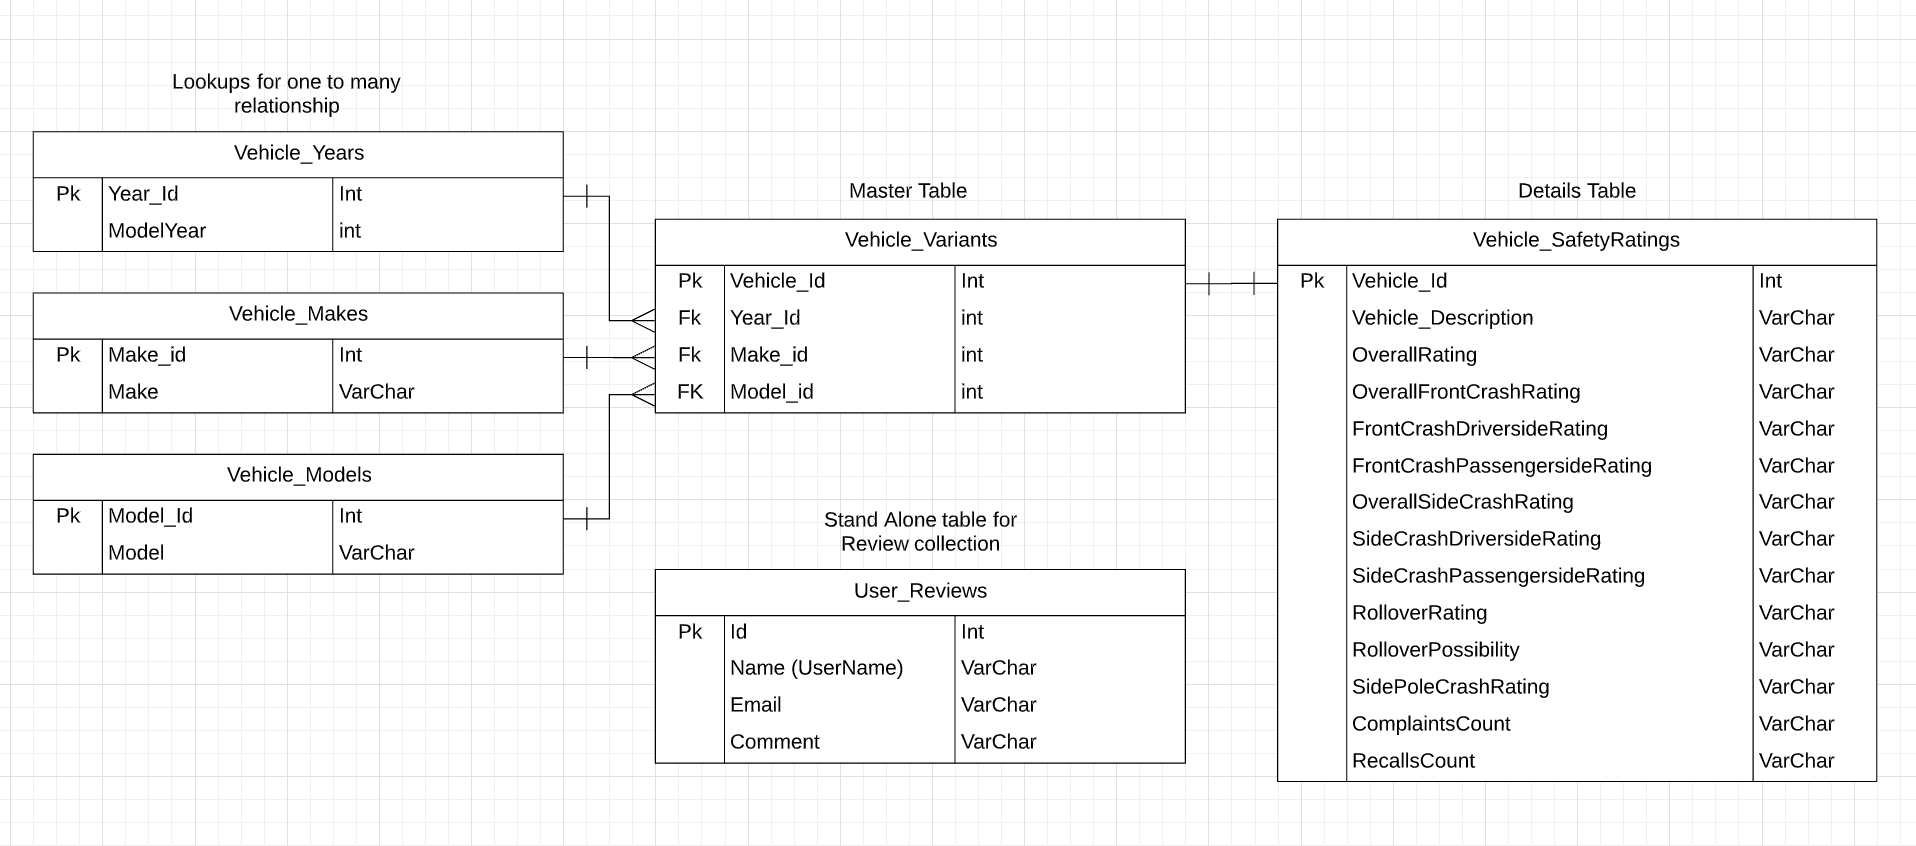 Lookups for one to many
relationship
Vehicle_Years
Pk Year_Id Int
ModelYear int
Vehicle_Makes
Pk Make_id Int
Make VarChar
Vehicle_Models
Pk Model_Id Int
Model VarChar
Master Table
Vehicle_Variants
Pk Vehicle_Id Int
Fk Year_Id int
Fk Make_id int
FK Model_id int
Stand Alone table for
Review collection
User_Reviews
Pk Id Int
Name (UserName) VarChar
Email VarChar
Comment VarChar
Details Table
Vehicle_SafetyRatings
Pk Vehicle_Id Int
Vehicle_Description VarChar
OverallRating VarChar
OverallFrontCrashRating VarChar
FrontCrashDriversideRating VarChar
FrontCrashPassengersideRating VarChar
OverallSideCrashRating VarChar
SideCrashDriversideRating VarChar
SideCrashPassengersideRating VarChar
RolloverRating VarChar
RolloverPossibility VarChar
SidePoleCrashRating VarChar
ComplaintsCount VarChar
RecallsCount VarChar